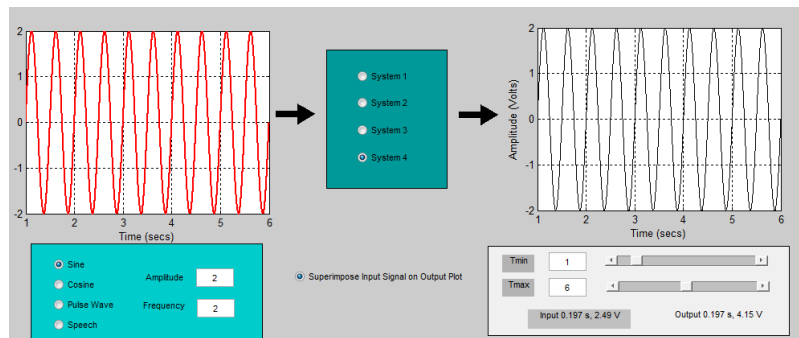 2
1
0
-1
-2
1 2 3 4 5 6
Time (secs)
System 1
System 2
System 3
System 4
Amplitude (Volts)
2
1
0
-1
-2
1 2 3 4 5 6
Time (secs)
Sine
Cosine
Pulse Wave
Speech
Amplitude 2
Frequency 2
Superimpose Input Signal on Output Plot
Tmin 1
Tmax 6
Input 0.197 s, 2.49 V
Output 0.197 s, 4.15 V